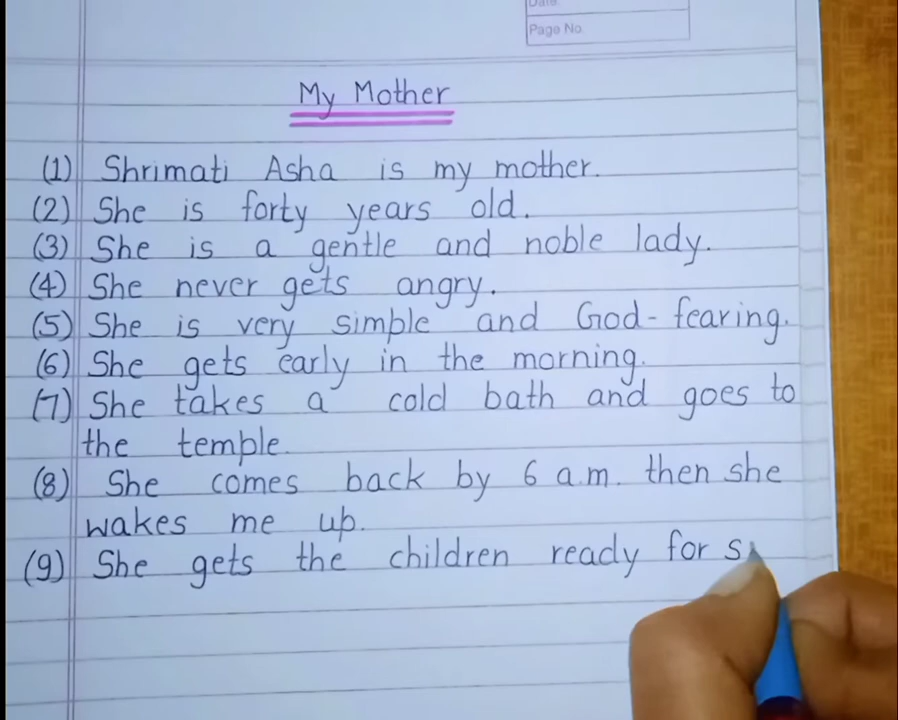 Date
Page No.
My Mother
(1) Shrimati Asha is my mother.
(2) She is forty years old.
(3) She is a gentle and noble lady.
(4) She never gets angry.
(5) She is very simple and God-fearing.
(6) She gets early in the morning.
(7) She takes a cold bath and goes to
the temple.
(8) She comes back by 6 a.m. then she
wakes me up.
(9) She gets the children ready for s